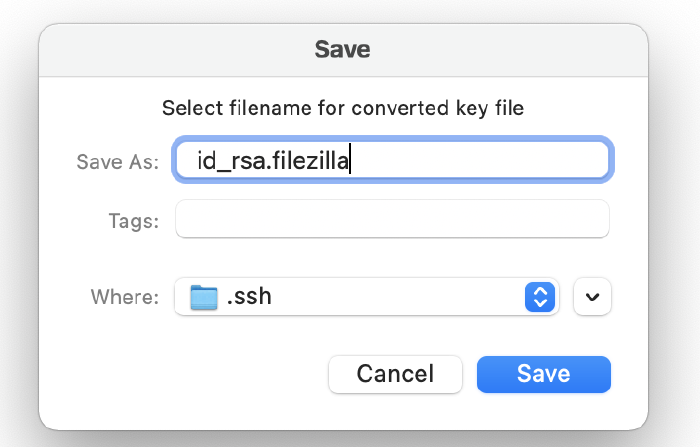 Save
Select filename for converted key file
Save As: id_rsa.filezilla
Tags:
Where: .ssh
Cancel Save